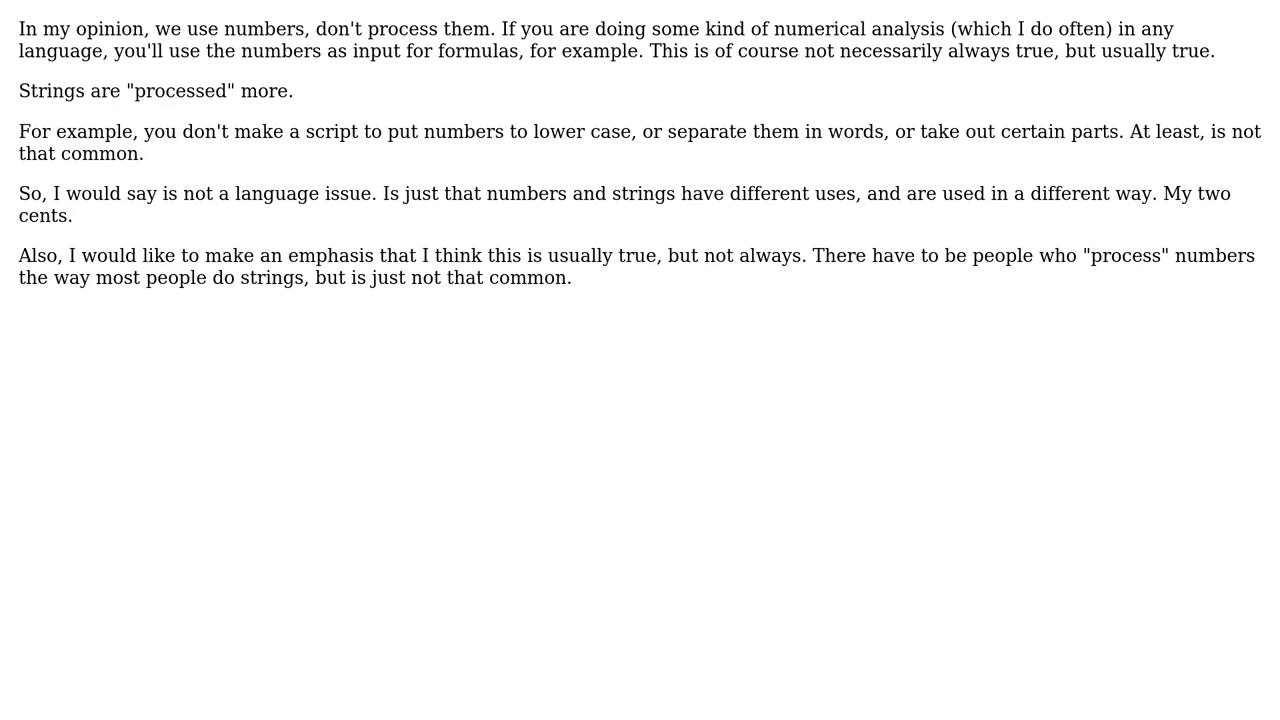 In my opinion, we use numbers, don't process them. If you are doing some kind of numerical analysis (which I do often) in any
language, you'll use the numbers as input for formulas, for example. This is of course not necessarily always true, but usually true.
Strings are "processed" more.
For example, you don't make a script to put numbers to lower case, or separate them in words, or take out certain parts. At least, is not
that common.
So, I would say is not a language issue. Is just that numbers and strings have different uses, and are used in a different way. My two
cents.
Also, I would like to make an emphasis that I think this is usually true, but not always. There have to be people who "process" numbers
the way most people do strings, but is just not that common.